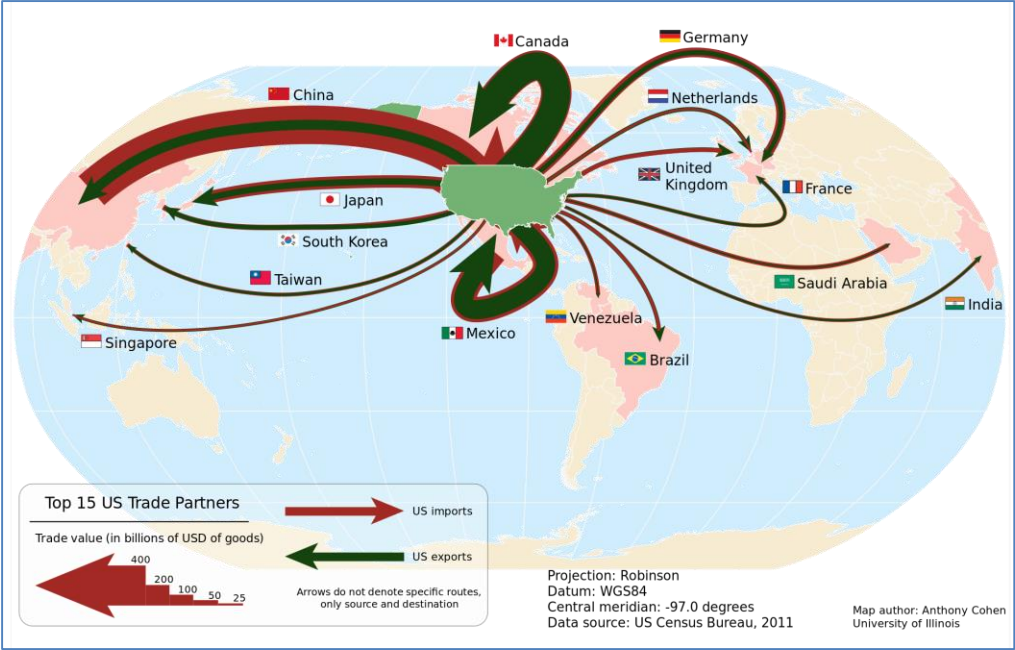 Canada
Germany
China
Netherlands
United
Kingdom
France
Japan
South Korea
Taiwan
Saudi Arabia
India
Venezuela
Mexico
Singapore
Brazil
Top 15 US Trade Partners
Trade value (in billions of USD of goods)
400
200
100
50
25
US imports
US exports
Arrows do not denote specific routes,
only source and destination
Projection: Robinson
Datum: WGS84
Central meridian: -97.0 degrees
Data source: US Census Bureau, 2011
Map author: Anthony Cohen
University of Illinois